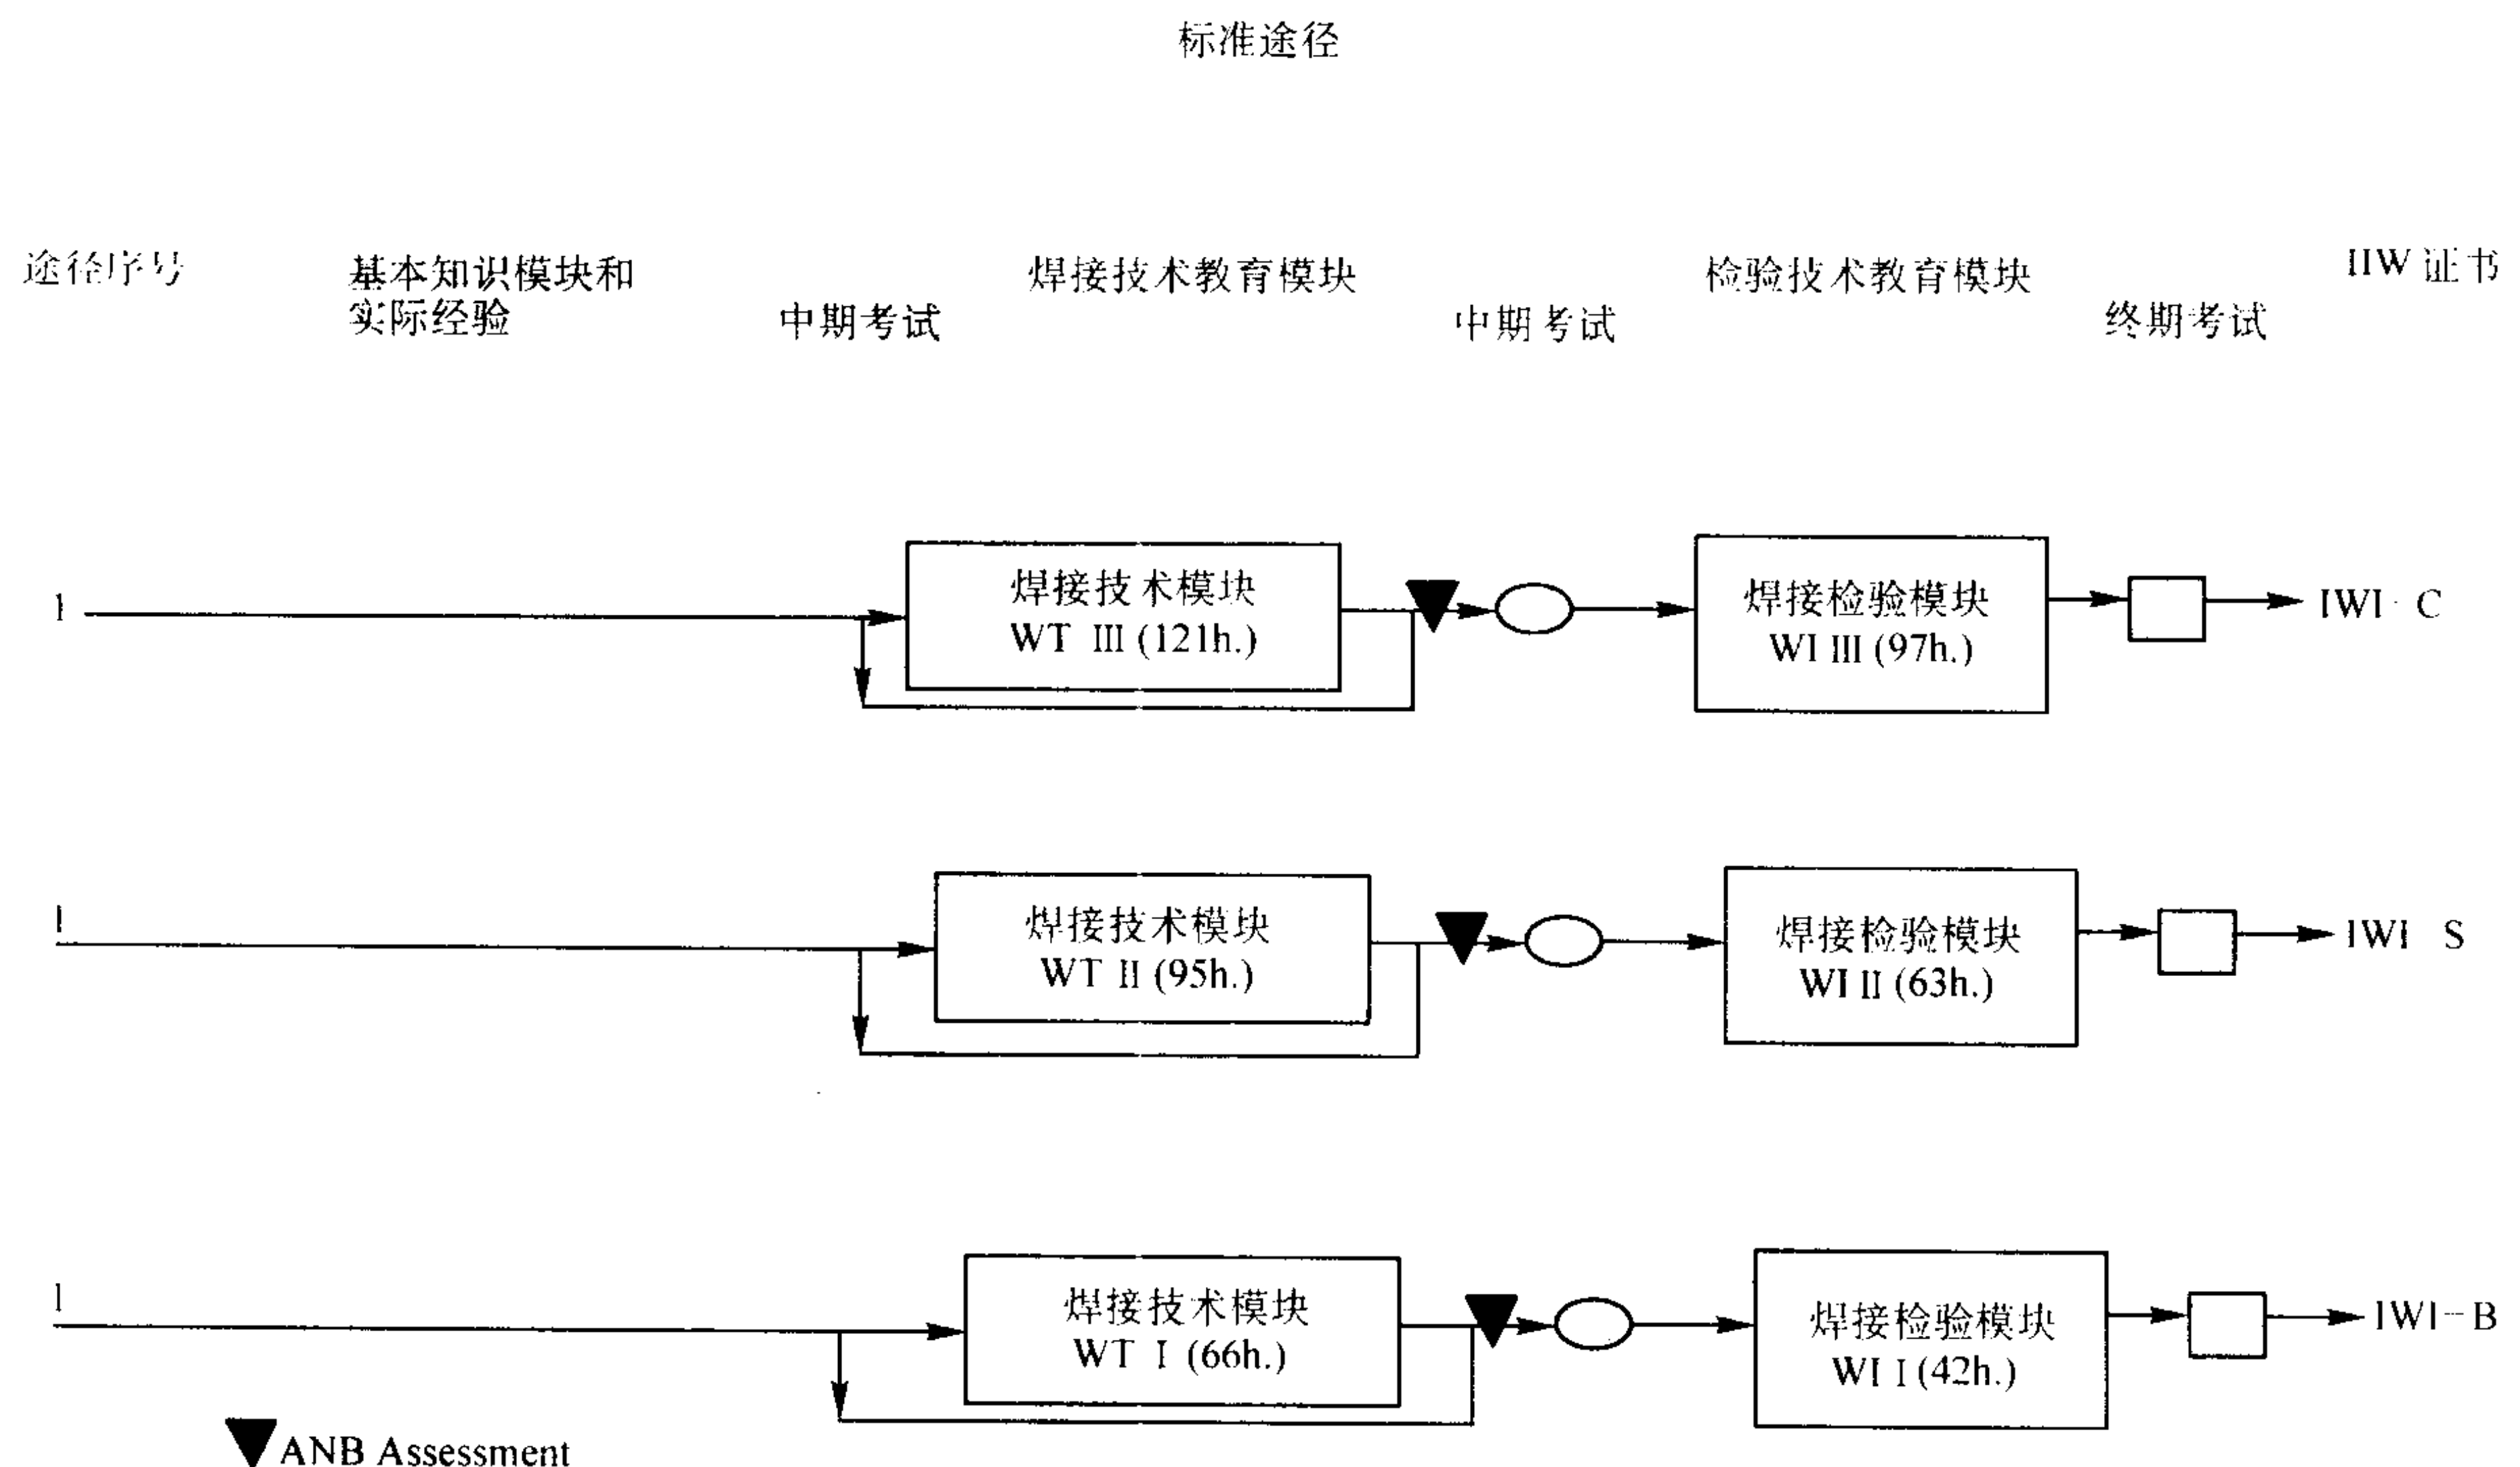 标准途径
途径序号
基本知识模块和
实际经验
中期考试
焊接技术教育模块
中期考试
检验技术教育模块
终期考试
IIW 证书
1
焊接技术模块
WT III (121h.)
焊接检验模块
WI III (97h.)
IWI-C
1
焊接技术模块
WT II (95h.)
焊接检验模块
WI II (63h.)
IWI S
1
焊接技术模块
WT I (66h.)
焊接检验模块
WI I (42h.)
IWI-B
ANB Assessment